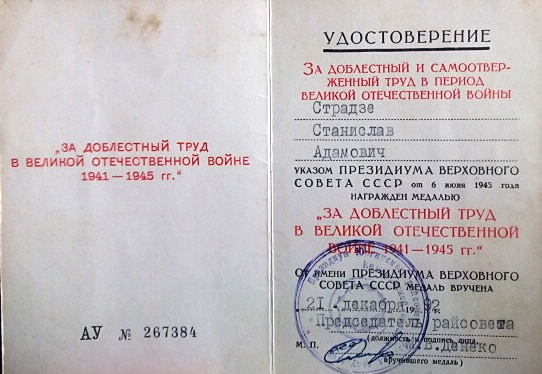 „ЗА ДОБЛЕСТНЫЙ ТРУД
В ВЕЛИКОЙ ОТЕЧЕСТВЕННОЙ ВОЙНЕ
1941 — 1945 гг.“
АУ № 267384
УДОСТОВЕРЕНИЕ
ЗА ДОБЛЕСТНЫЙ И САМООТВЕР-
ЖЕННЫЙ ТРУД В ПЕРИОД
ВЕЛИКОЙ ОТЕЧЕСТВЕННОЙ ВОЙНЫ
Страдзе
Станислав
Адамович
УКАЗОМ ПРЕЗИДИУМА ВЕРХОВНОГО
СОВЕТА СССР от 6 июня 1945 года
НАГРАЖДЕН МЕДАЛЬЮ
„ЗА ДОБЛЕСТНЫЙ ТРУД
В ВЕЛИКОЙ ОТЕЧЕСТВЕННОЙ
ВОЙНЕ 1941—1945 гг.“
От имени ПРЕЗИДИУМА ВЕРХОВНОГО
СОВЕТА СССР МЕДАЛЬ ВРУЧЕНА
21 декабря 1992
Председатель райсовета
(должность и подпись лица,
М. П. М.В.Денеко
вручившего медаль)